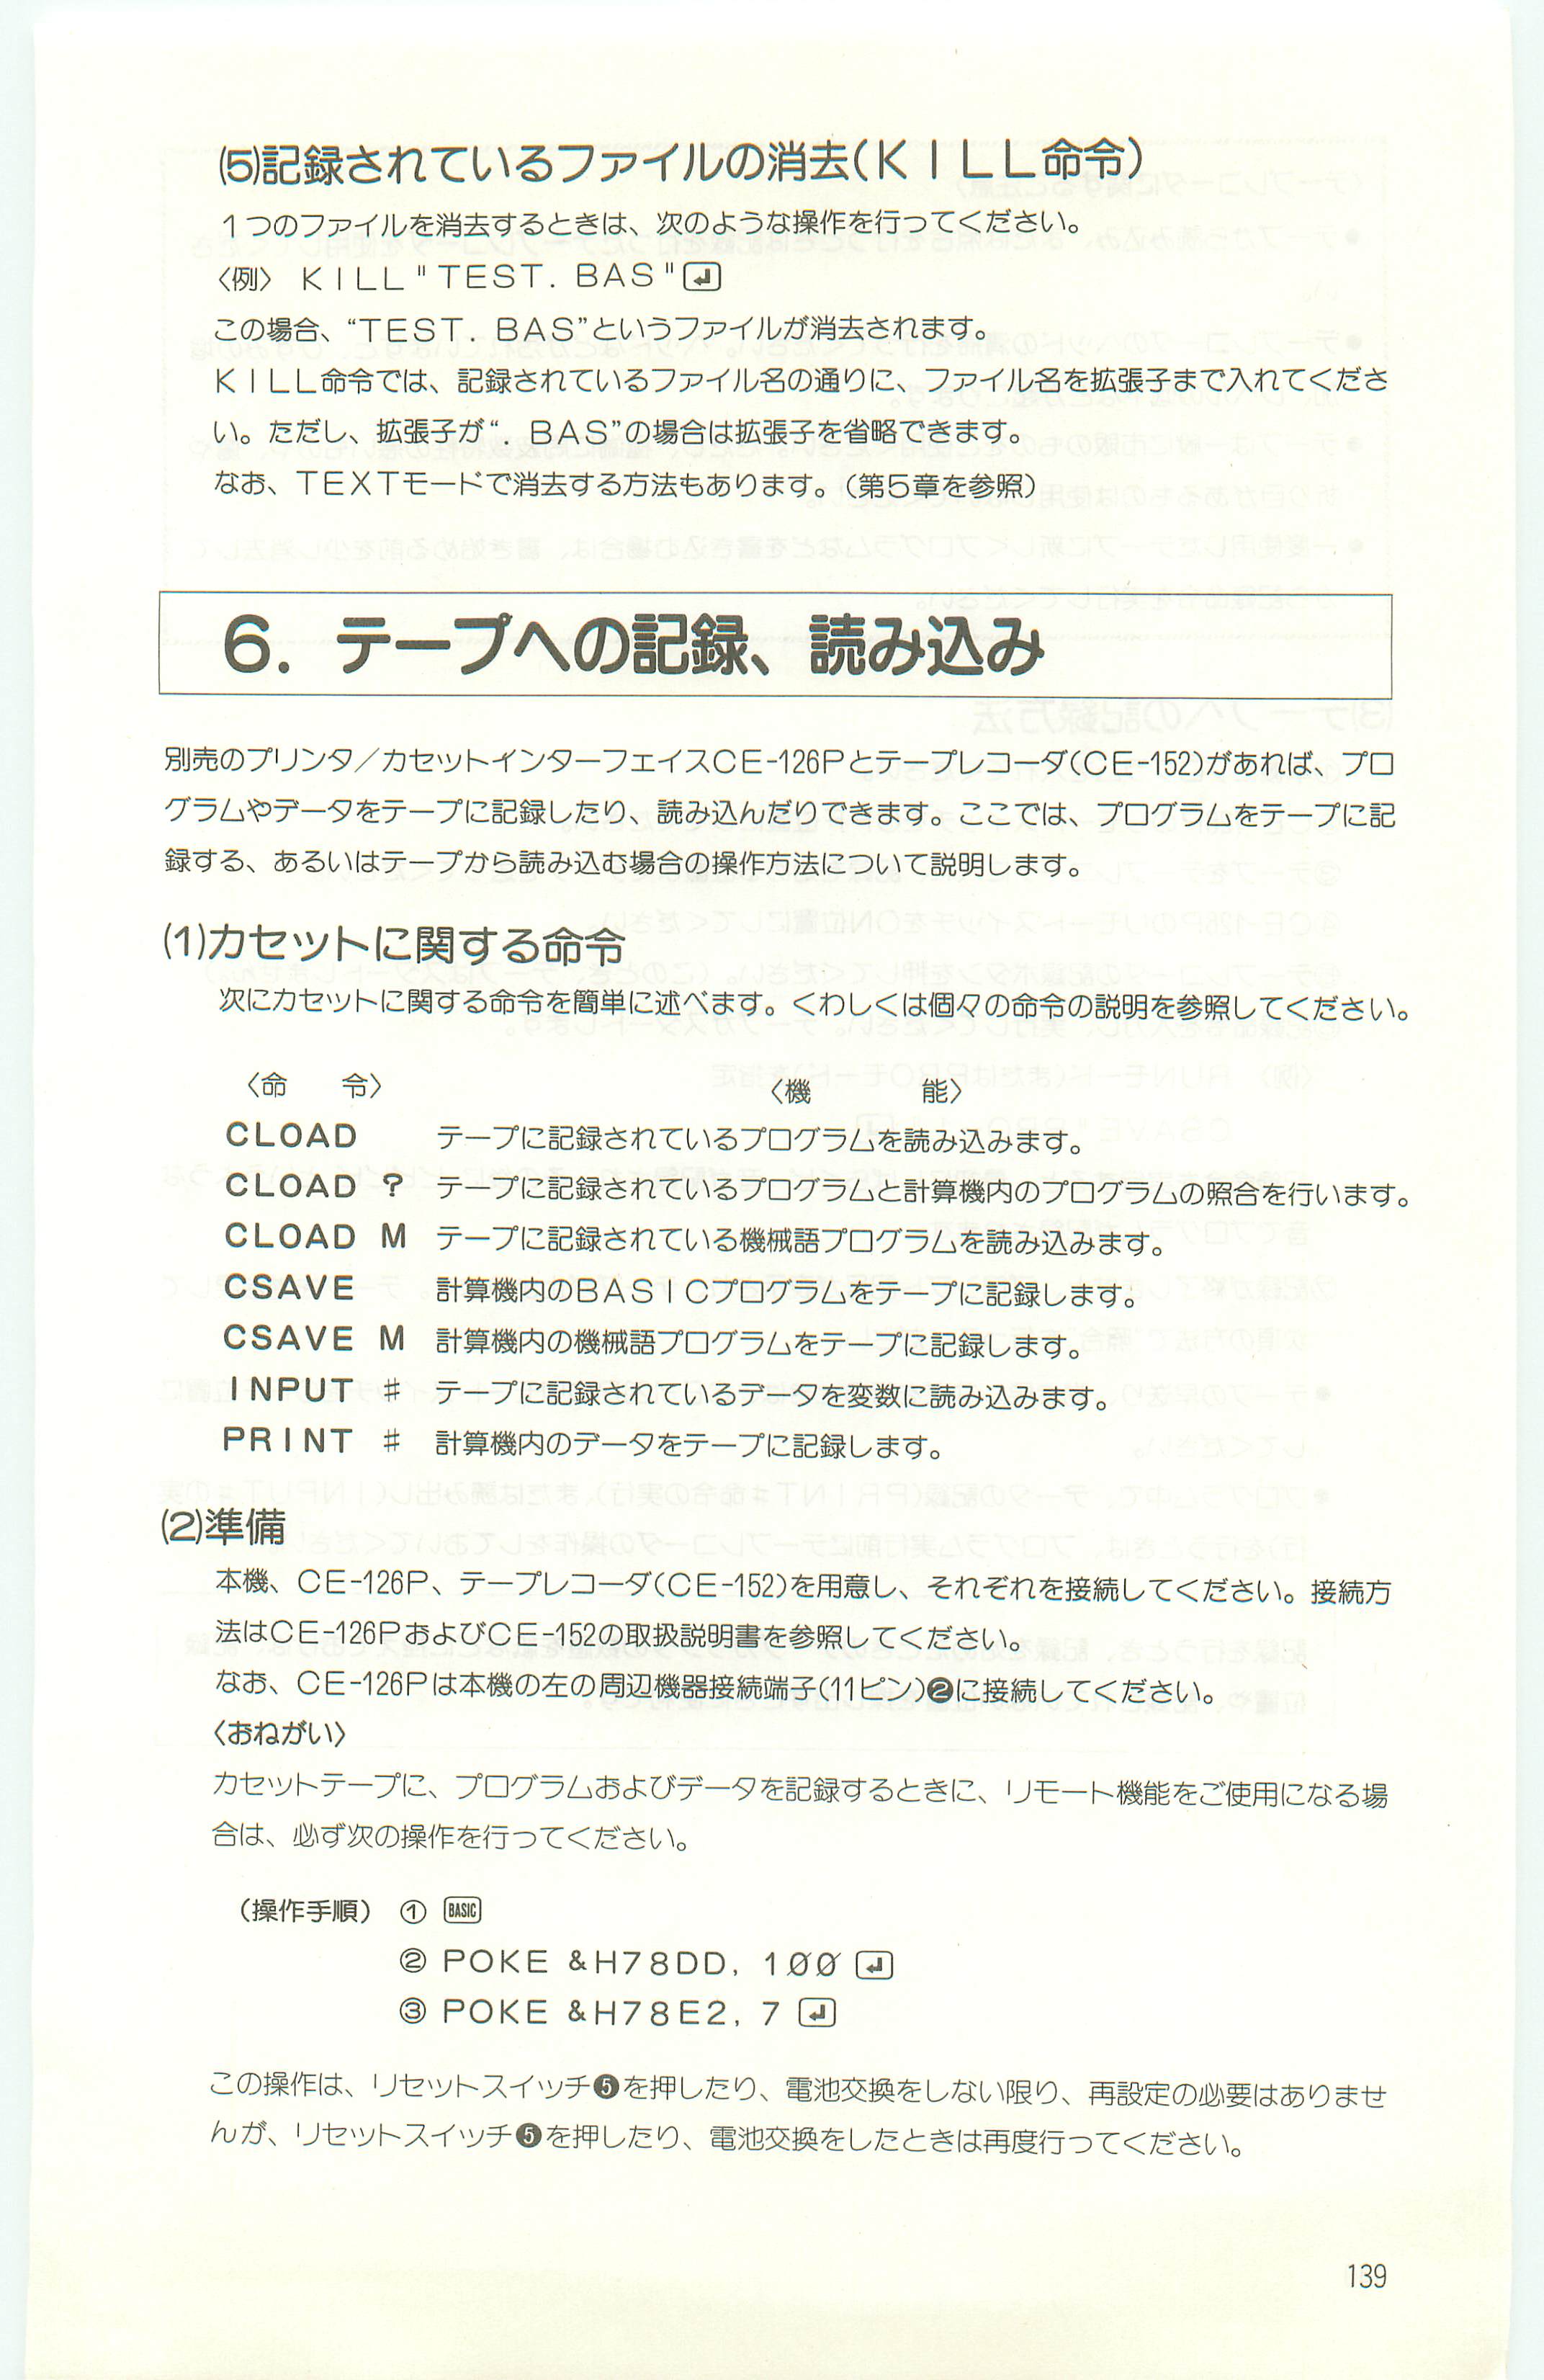 ⑸記録されているファイルの消去(KILL命令)
1つのファイルを消去するときは、次のような操作を行ってください。
〈例〉 KILL"TEST. BAS"↲
この場合、“TEST. BAS”というファイルが消去されます。
KILL命令では、記録されているファイル名の通りに、ファイル名を拡張子まで入れてくださ
い。ただし、拡張子が“. BAS”の場合は拡張子を省略できます。
なお、TEXTモードで消去する方法もあります。(第5章を参照)
6. テープへの記録、読み込み
別売のプリンタ/カセットインターフェイスCE-126Pとテープレコーダ(CE-152)があれば、プロ
グラムやデータをテープに記録したり、読み込んだりできます。ここでは、プログラムをテープに記
録する、あるいはテープから読み込む場合の操作方法について説明します。
⑴カセットに関する命令
次にカセットに関する命令を簡単に述べます。くわしくは個々の命令の説明を参照してください。
〈命 令〉 〈機 能〉
CLOAD テープに記録されているプログラムを読み込みます。
CLOAD ? テープに記録されているプログラムと計算機内のプログラムの照合を行います。
CLOAD M テープに記録されている機械語プログラムを読み込みます。
CSAVE 計算機内のBASICプログラムをテープに記録します。
CSAVE M 計算機内の機械語プログラムをテープに記録します。
INPUT # テープに記録されているデータを変数に読み込みます。
PRINT # 計算機内のデータをテープに記録します。
⑵準備
本機、CE-126P、テープレコーダ(CE-152)を用意し、それぞれを接続してください。接続方
法はCE-126PおよびCE-152の取扱説明書を参照してください。
なお、CE-126Pは本機の左の周辺機器接続端子(11ピン)❷に接続してください。
〈おねがい〉
カセットテープに、プログラムおよびデータを記録するときに、リモート機能をご使用になる場
合は、必ず次の操作を行ってください。
(操作手順) ① BASIC
② POKE &H78DD, 100 ↲
③ POKE &H78E2, 7 ↲
この操作は、リセットスイッチ❺を押したり、電池交換をしない限り、再設定の必要はありませ
んが、リセットスイッチ❺を押したり、電池交換をしたときは再度行ってください。
139